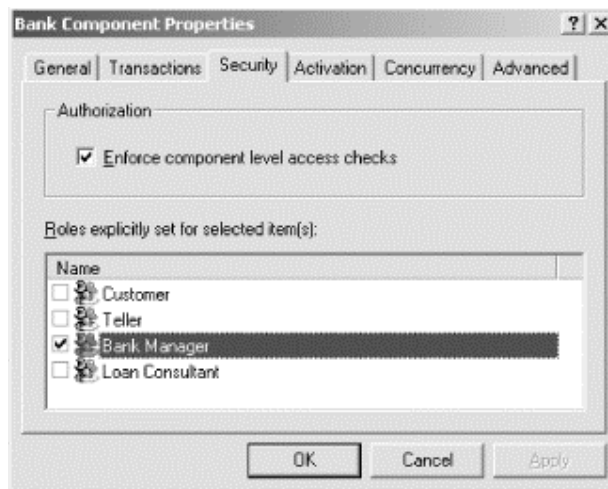 Bank Component Properties
General Transactions Security Activation Concurrency Advanced
Authorization
Enforce component level access checks
Roles explicitly set for selected item(s):
Name
Customer
Teller
Bank Manager
Loan Consultant
OK Cancel Apply